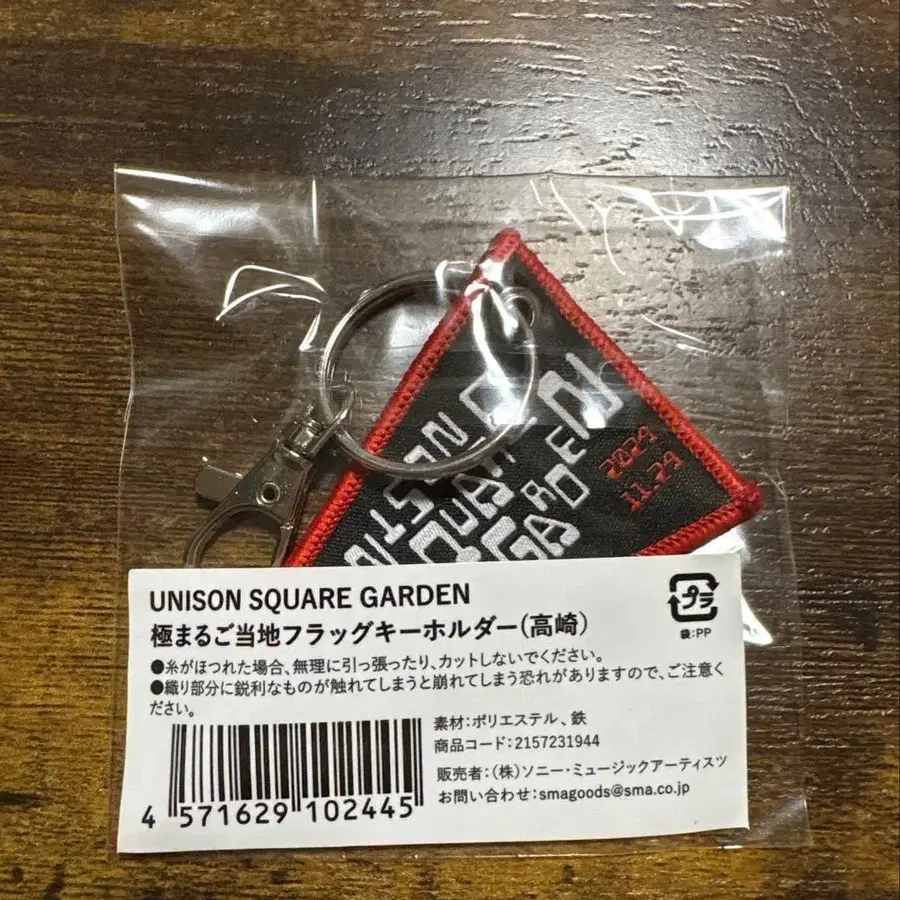 UNISON
SQUARE
GARDEN
2024
11.29
UNISON SQUARE GARDEN
極まるご当地フラッグキーホルダー(高崎)
プラ
袋:PP
●糸がほつれた場合、無理に引っ張ったり、カットしないでください。
●織り部分に鋭利なものが触れてしまうと崩れてしまう恐れがありますので、ご注意く
ださい。
素材:ポリエステル、鉄
商品コード:2157231944
販売者:(株)ソニー・ミュージックアーティスツ
お問い合わせ:smagoods@sma.co.jp
4 571629 102445